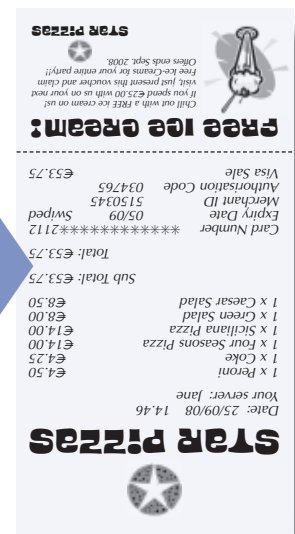 STAR PIZZAS
Date: 25/09/08 14.46
Your server: Jane
1 x Peroni €4.50
1 x Coke €4.25
1 x Four Seasons Pizza €14.00
1 x Siciliana Pizza €14.00
1 x Green Salad €8.00
1 x Caesar Salad €8.50
Sub Total: €53.75
Total: €53.75
Card Number ************2112
Expiry Date 05/09 Swiped
Merchant ID 5150345
Authorisation Code 034765
Visa Sale €53.75
FREE ICE CREAM!
Chill out with a FREE ice cream on us!
If you spend €25.00 with us on your next
visit, just present this voucher and claim
Free Ice-Creams for your entire party!!
Offers ends Sept. 2008.
STAR PIZZAS